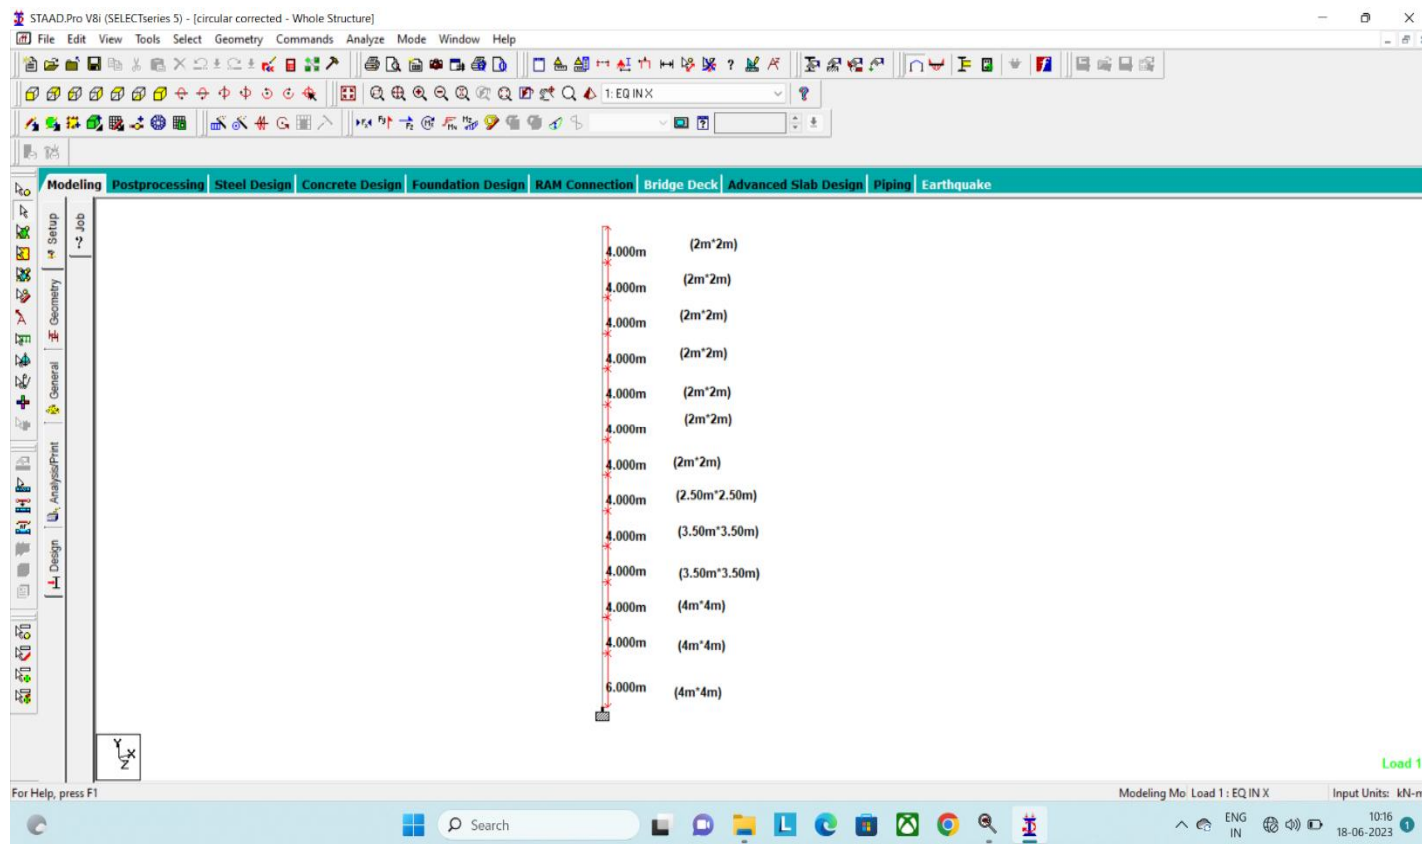 STAAD.Pro V8i (SELECTseries 5) - [circular corrected - Whole Structure]
File Edit View Tools Select Geometry Commands Analyze Mode Window Help
1: EQ IN X
Modeling Postprocessing Steel Design Concrete Design Foundation Design RAM Connection Bridge Deck Advanced Slab Design Piping Earthquake
Setup
Job
Geometry
General
Analysis/Print
Design
4.000m (2m*2m)
4.000m (2m*2m)
4.000m (2m*2m)
4.000m (2m*2m)
4.000m (2m*2m)
4.000m (2m*2m)
4.000m (2m*2m)
4.000m (2.50m*2.50m)
4.000m (3.50m*3.50m)
4.000m (3.50m*3.50m)
4.000m (4m*4m)
4.000m (4m*4m)
6.000m (4m*4m)
Y
X
Z
Load 1
For Help, press F1
Modeling Mo Load 1 : EQ IN X Input Units: kN-m
Search
ENG
IN
10:16
18-06-2023
1